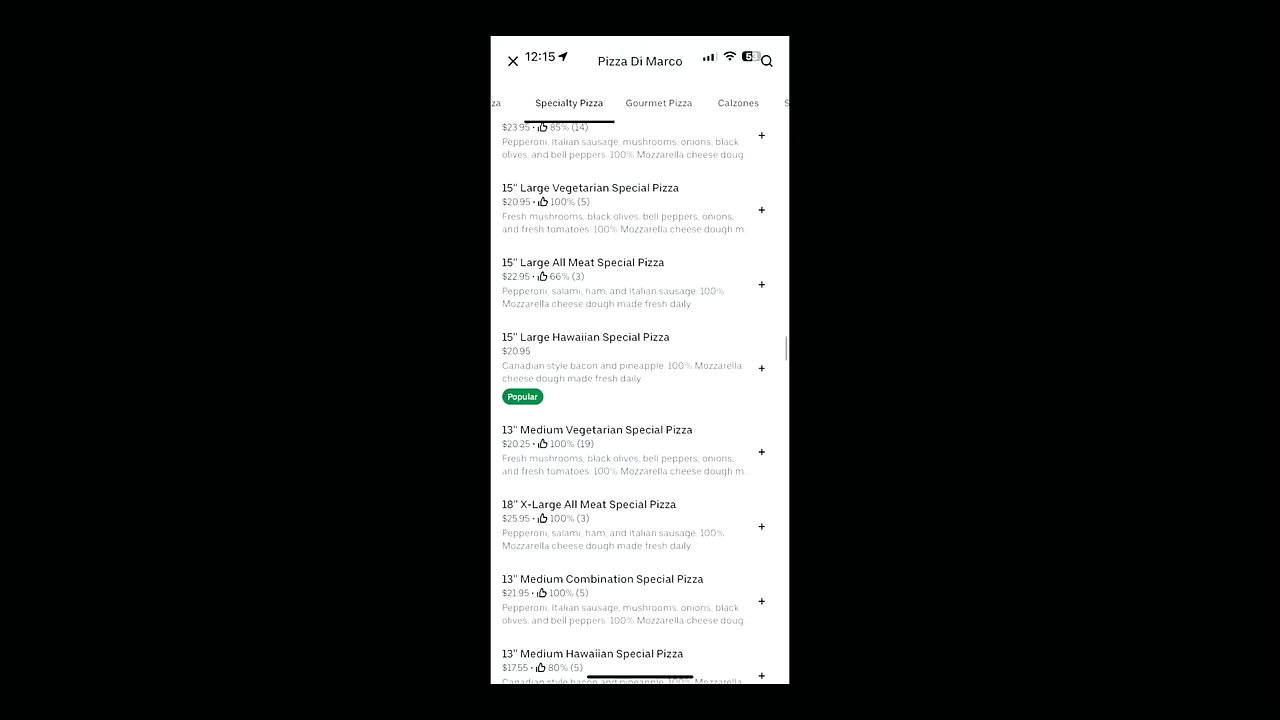 12:15
Pizza Di Marco
za
Specialty Pizza
Gourmet Pizza
Calzones
S
$23.95 • 85% (14)
Pepperoni, Italian sausage, mushrooms, onions, black
olives, and bell peppers. 100% Mozzarella cheese doug
15" Large Vegetarian Special Pizza
$20.95 • 100% (5)
Fresh mushrooms, black olives, bell peppers, onions,
and fresh tomatoes. 100% Mozzarella cheese dough m
15" Large All Meat Special Pizza
$22.95 • 66% (3)
Pepperoni, salami, ham, and Italian sausage. 100%
Mozzarella cheese dough made fresh daily.
15" Large Hawaiian Special Pizza
$20.95
Canadian style bacon and pineapple. 100% Mozzarella
cheese dough made fresh daily.
Popular
13" Medium Vegetarian Special Pizza
$20.25 • 100% (19)
Fresh mushrooms, black olives, bell peppers, onions,
and fresh tomatoes. 100% Mozzarella cheese dough m..
18" X-Large All Meat Special Pizza
$25.95 • 100% (3)
Pepperoni, salami, ham, and Italian sausage. 100%
Mozzarella cheese dough made fresh daily.
13" Medium Combination Special Pizza
$21.95 • 100% (5)
Pepperoni, Italian sausage, mushrooms, onions, black
olives, and bell peppers. 100% Mozzarella cheese doug..
13" Medium Hawaiian Special Pizza
$17.55 • 80% (5)
Canadian style bacon and pineapple. 100% Mozzarella